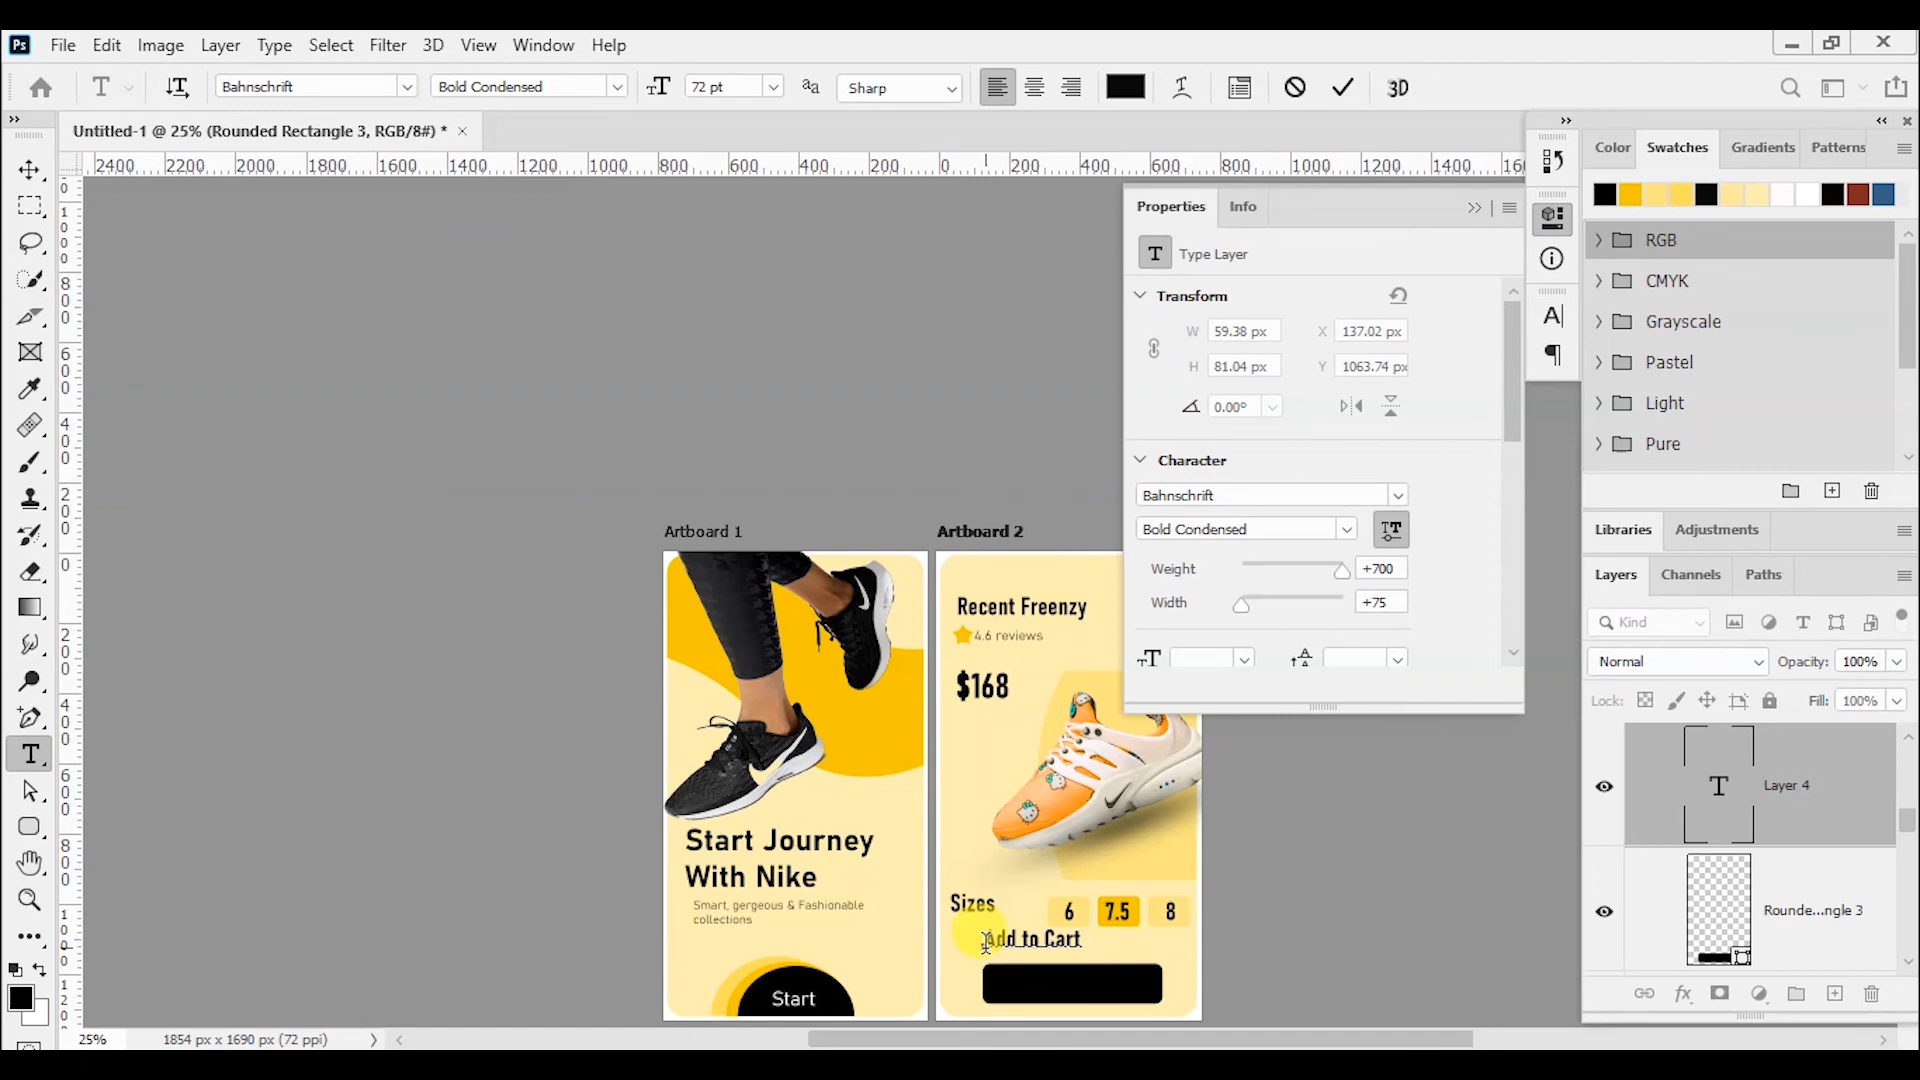 Ps File Edit Image Layer Type Select Filter 3D View Window Help
T T Bahnschrift Bold Condensed TT 72 pt aa Sharp 3D
Untitled-1 @ 25% (Rounded Rectangle 3, RGB/8#) *
2400 2200 2000 1800 1600 1400 1200 1000 800 600 400 200 0 200 400 600 800 1000 1200 1400
Properties Info
T Type Layer
Transform
W 59.38 px X 137.02 px
H 81.04 px Y 1063.74 px
0.00°
Character
Bahnschrift
Bold Condensed
Weight +700
Width +75
Color Swatches Gradients Patterns
RGB
CMYK
Grayscale
Pastel
Light
Pure
Libraries Adjustments
Layers Channels Paths
Kind
Normal Opacity: 100%
Lock: Fill: 100%
T Layer 4
Rounde...ngle 3
Artboard 1
Start Journey
With Nike
Smart, gergeous & Fashionable
collections
Start
Artboard 2
Recent Freenzy
4.6 reviews
$168
Sizes 6 7.5 8
Add to Cart
25% 1854 px x 1690 px (72 ppi)